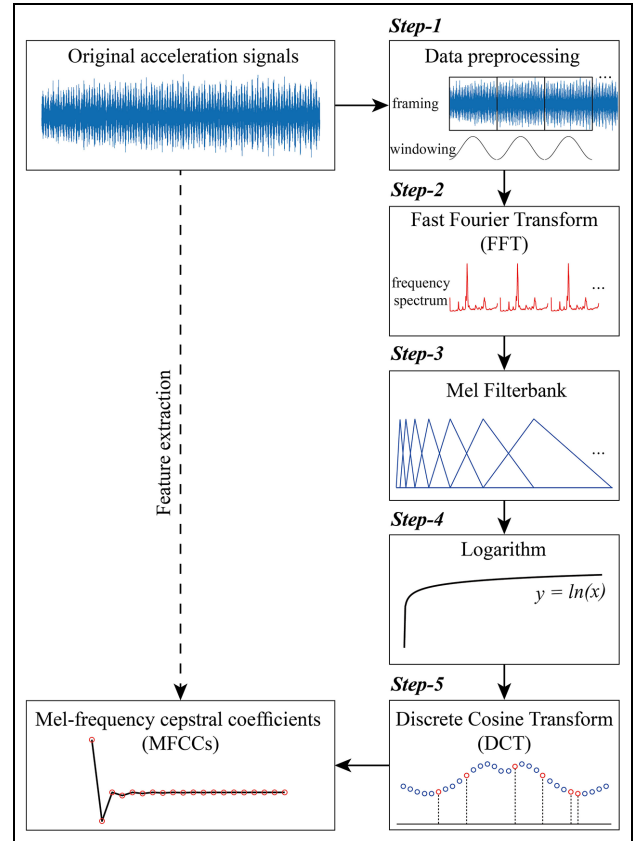 Original acceleration signals
Step-1
Data preprocessing
framing
...
windowing
Step-2
Fast Fourier Transform
(FFT)
frequency
spectrum
...
Step-3
Mel Filterbank
...
Step-4
Logarithm
y = ln(x)
Step-5
Discrete Cosine Transform
(DCT)
Feature extraction
Mel-frequency cepstral coefficients
(MFCCs)